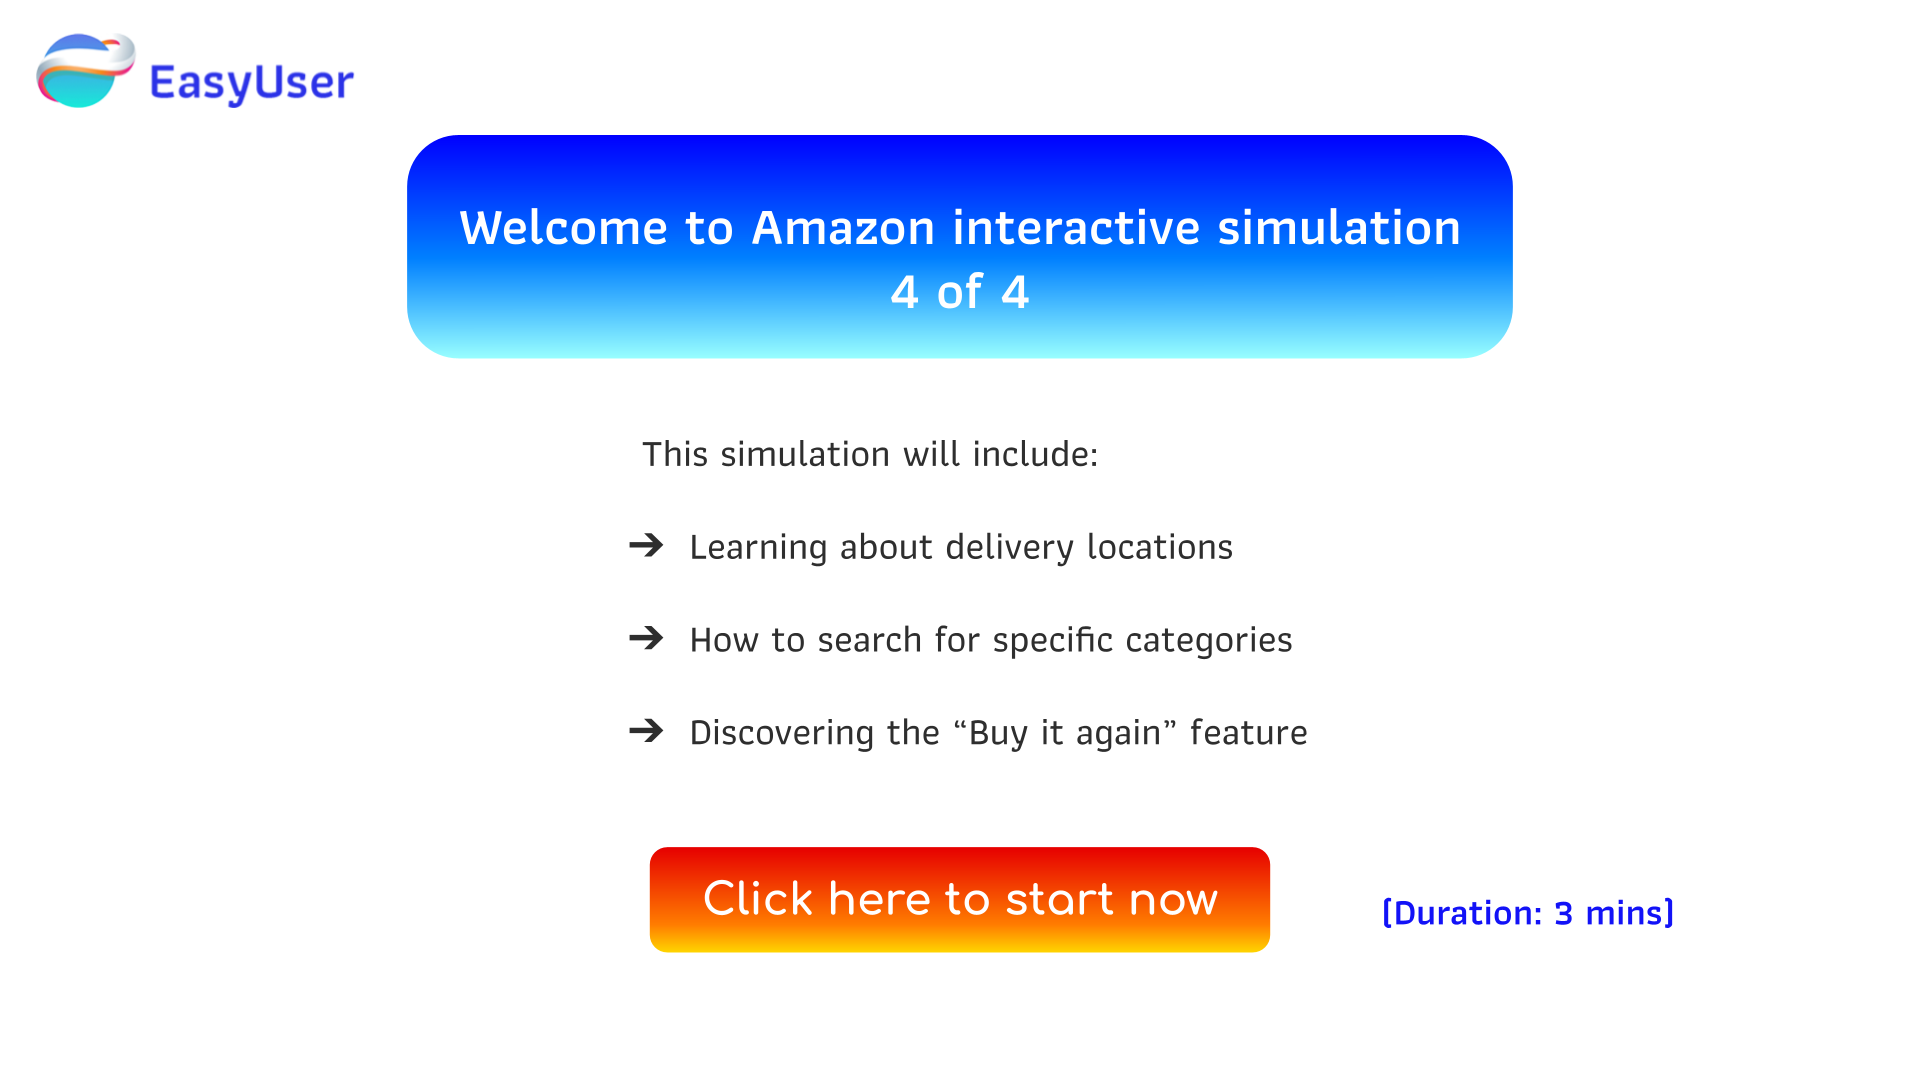 EasyUser
Welcome to Amazon interactive simulation
4 of 4
This simulation will include:
➔ Learning about delivery locations
➔ How to search for specific categories
➔ Discovering the “Buy it again” feature
Click here to start now
(Duration: 3 mins)